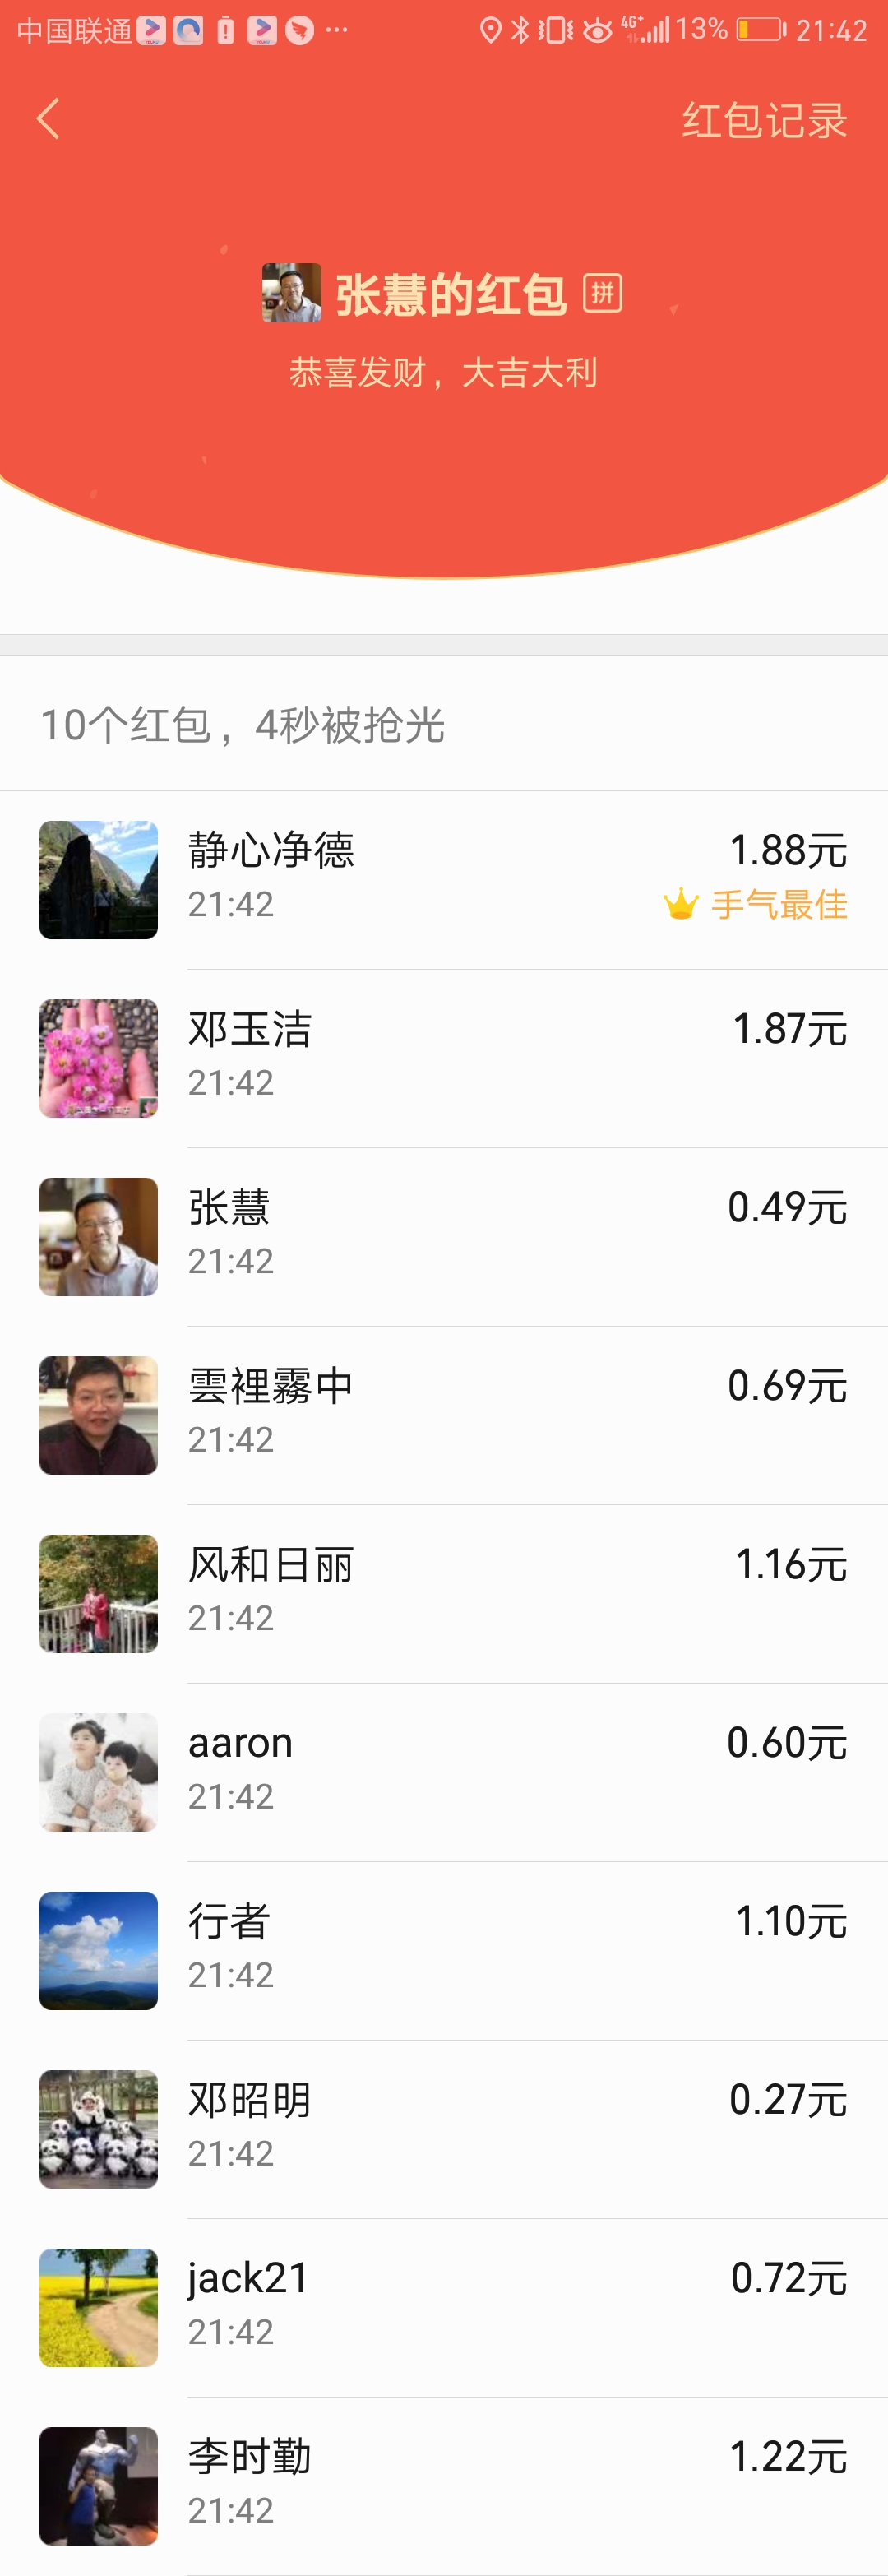 中国联通 ··· 4G+ 13% 21:42
红包记录
张慧的红包 拼
恭喜发财，大吉大利
10个红包，4秒被抢光
静心净德 1.88元
21:42 手气最佳
邓玉洁 1.87元
21:42
张慧 0.49元
21:42
雲裡霧中 0.69元
21:42
风和日丽 1.16元
21:42
aaron 0.60元
21:42
行者 1.10元
21:42
邓昭明 0.27元
21:42
jack21 0.72元
21:42
李时勤 1.22元
21:42